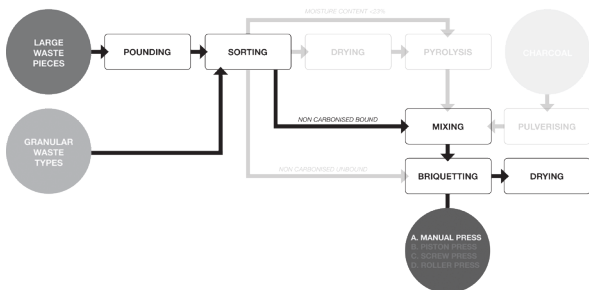 MOISTURE CONTENT <23%
LARGE
WASTE
PIECES
POUNDING
SORTING
DRYING
PYROLYSIS
CHARCOAL
NON CARBONISED BOUND
MIXING
PULVERISING
GRANULAR
WASTE
TYPES
NON CARBONISED UNBOUND
BRIQUETTING
DRYING
A. MANUAL PRESS
B. PISTON PRESS
C. SCREW PRESS
D. ROLLER PRESS